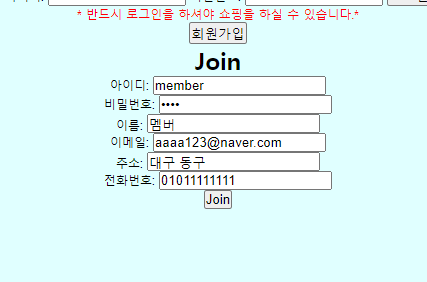 * 반드시 로그인을 하셔야 쇼핑을 하실 수 있습니다.*
회원가입
Join
아이디: member
비밀번호: ••••
이름: 멤버
이메일: aaaa123@naver.com
주소: 대구 동구
전화번호: 01011111111
Join